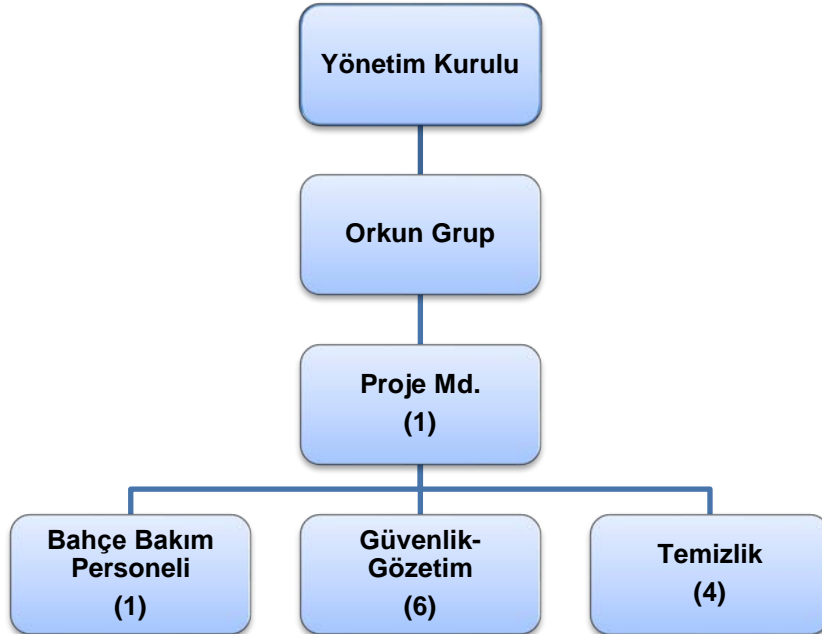 Yönetim Kurulu
Orkun Grup
Proje Md.
(1)
Bahçe Bakım
Personeli
(1)
Güvenlik-
Gözetim
(6)
Temizlik
(4)